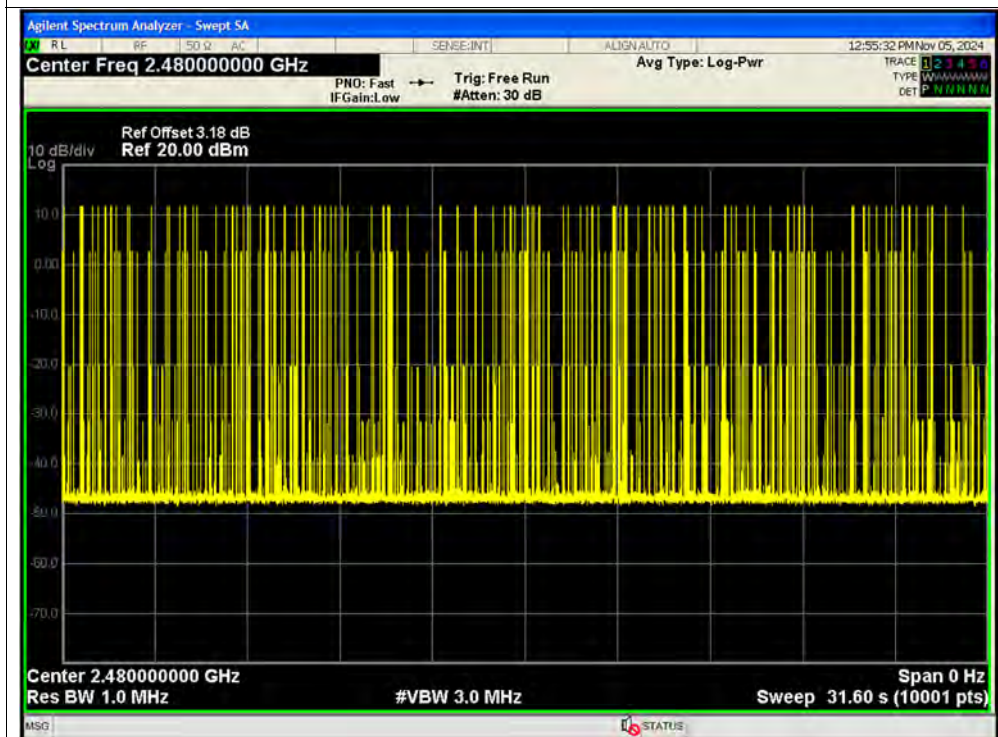 Agilent Spectrum Analyzer - Swept SA
RL RF 50 Ω AC SENSE:INT ALIGN AUTO 12:55:32 PM Nov 05, 2024
Center Freq 2.480000000 GHz Avg Type: Log-Pwr TRACE 1 2 3 4 5 6
PNO: Fast Trig: Free Run TYPE W
IFGain:Low #Atten: 30 dB DET P N N N N N
Ref Offset 3.18 dB
10 dB/div Ref 20.00 dBm
Log
10.0
0.00
-10.0
-20.0
-30.0
-40.0
-50.0
-60.0
-70.0
Center 2.480000000 GHz Span 0 Hz
Res BW 1.0 MHz #VBW 3.0 MHz Sweep 31.60 s (10001 pts)
MSG STATUS